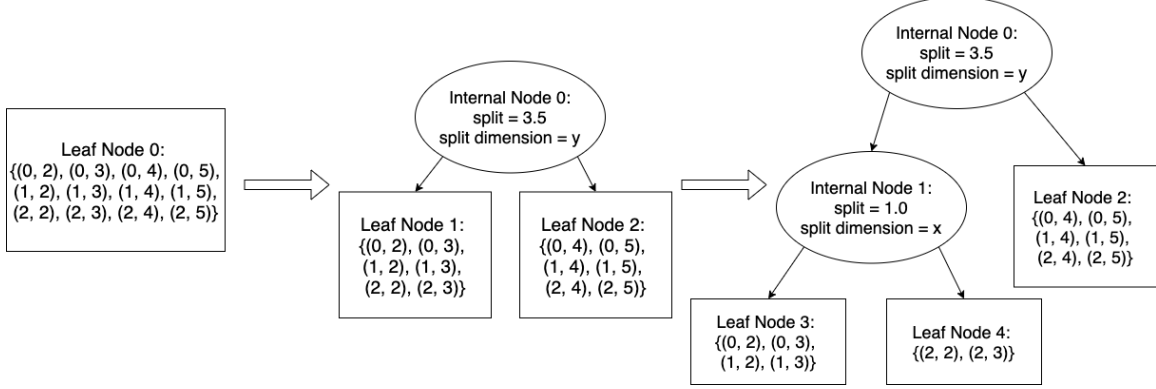 Leaf Node 0:
{(0, 2), (0, 3), (0, 4), (0, 5),
(1, 2), (1, 3), (1, 4), (1, 5),
(2, 2), (2, 3), (2, 4), (2, 5)}
Internal Node 0:
split = 3.5
split dimension = y
Leaf Node 1:
{(0, 2), (0, 3),
(1, 2), (1, 3),
(2, 2), (2, 3)}
Leaf Node 2:
{(0, 4), (0, 5),
(1, 4), (1, 5),
(2, 4), (2, 5)}
Internal Node 0:
split = 3.5
split dimension = y
Internal Node 1:
split = 1.0
split dimension = x
Leaf Node 2:
{(0, 4), (0, 5),
(1, 4), (1, 5),
(2, 4), (2, 5)}
Leaf Node 3:
{(0, 2), (0, 3),
(1, 2), (1, 3)}
Leaf Node 4:
{(2, 2), (2, 3)}